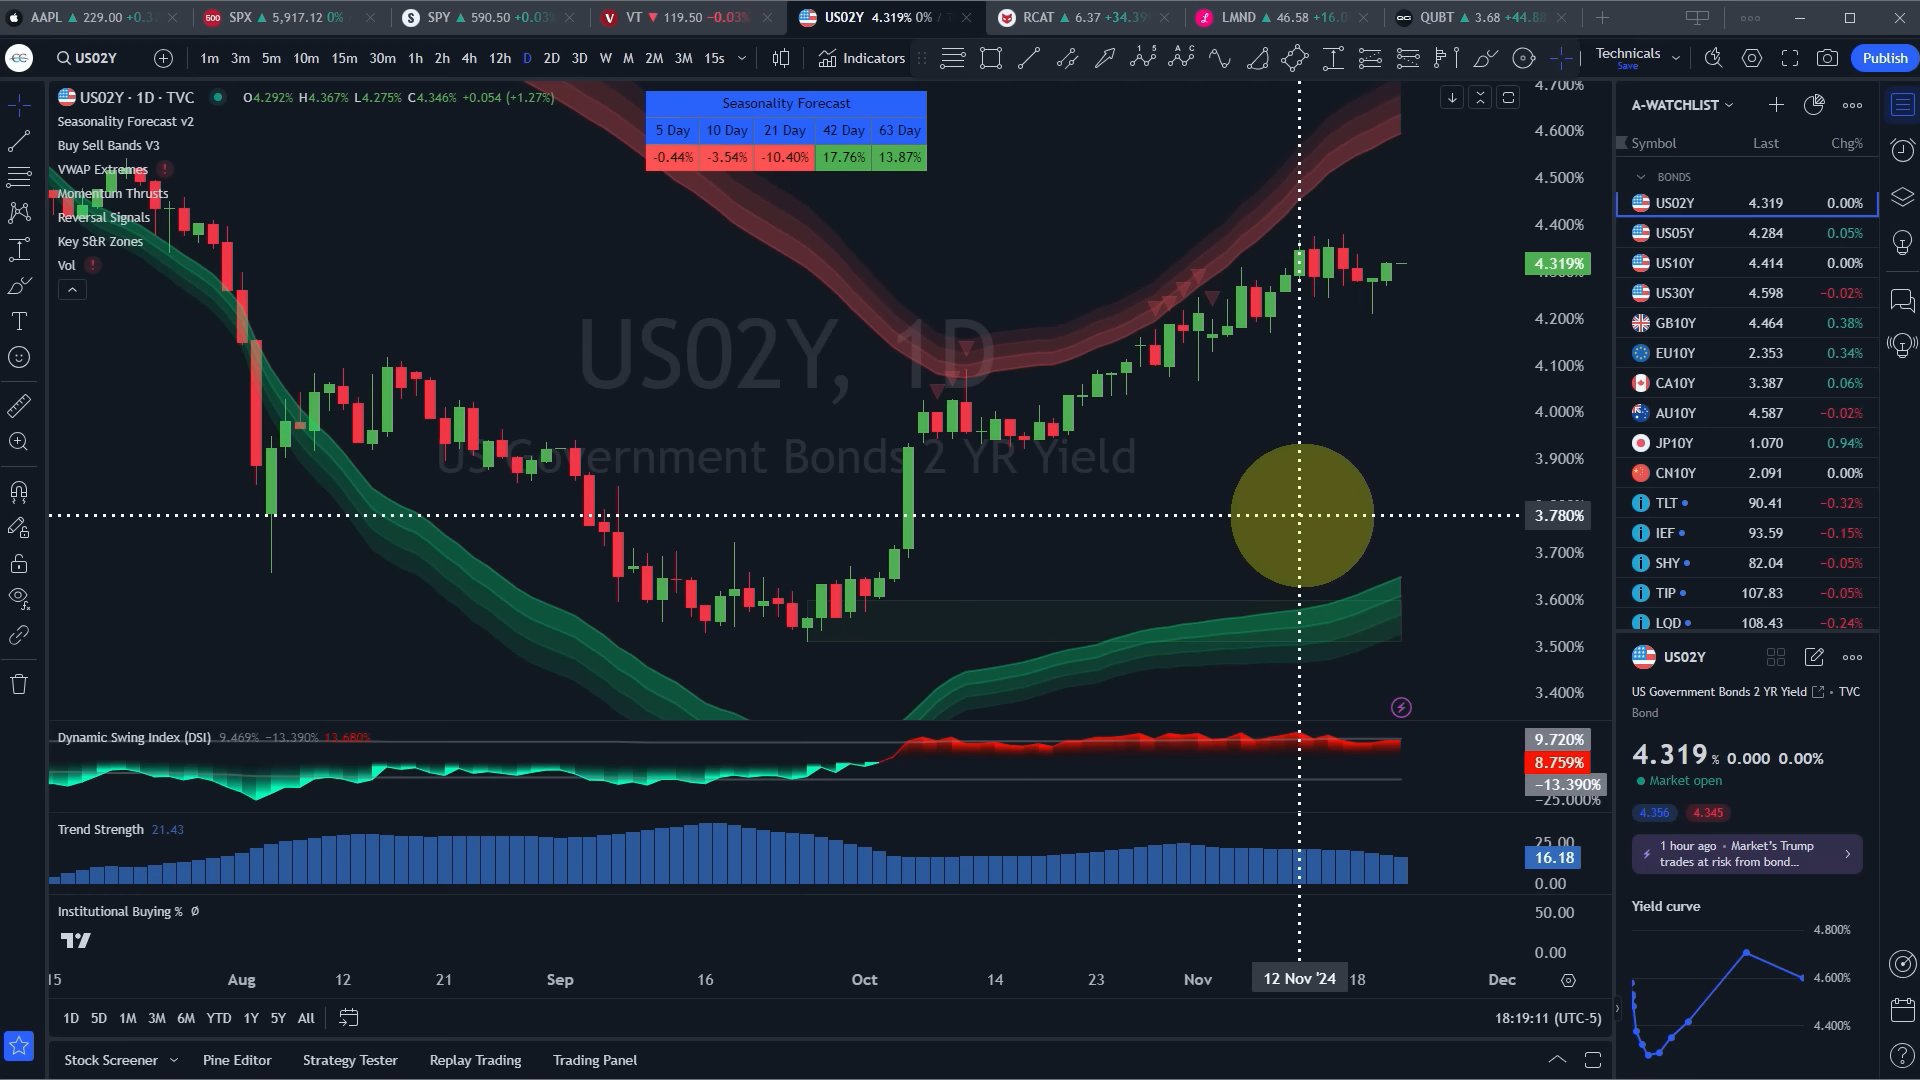 AAPL ▲ 229.00 +0.3
SPX ▲ 5,917.12 0%
SPY ▲ 590.50 +0.03%
VT ▼ 119.50 −0.03%
US02Y 4.319% 0%
RCAT ▲ 6.37 +34.39
LMND ▲ 46.58 +16.0
QUBT ▲ 3.68 +44.88
US02Y 1m 3m 5m 10m 15m 30m 1h 2h 4h 12h D 2D 3D W M 2M 3M 15s Indicators Technicals Save Publish
US02Y · 1D · TVC O4.292% H4.367% L4.275% C4.346% +0.054 (+1.27%)
Seasonality Forecast v2
Buy Sell Bands V3
VWAP Extremes
Momentum Thrusts
Reversal Signals
Key S&R Zones
Vol
Seasonality Forecast
5 Day 10 Day 21 Day 42 Day 63 Day
-0.44% -3.54% -10.40% 17.76% 13.87%
US02Y, 1D
US Government Bonds 2 YR Yield
4.700%
4.600%
4.500%
4.400%
4.319%
4.200%
4.100%
4.000%
3.900%
3.780%
3.700%
3.600%
3.500%
3.400%
Dynamic Swing Index (DSI) 9.469% −13.390% 13.680%
9.720%
8.759%
−13.390%
−25.000%
Trend Strength 21.43
25.00
16.18
0.00
Institutional Buying % Ø
50.00
0.00
15 Aug 12 21 Sep 16 Oct 14 23 Nov 12 Nov '24 18 Dec
1D 5D 1M 3M 6M YTD 1Y 5Y All
18:19:11 (UTC-5)
Stock Screener Pine Editor Strategy Tester Replay Trading Trading Panel
A-WATCHLIST
Symbol Last Chg%
BONDS
US02Y 4.319 0.00%
US05Y 4.284 0.05%
US10Y 4.414 0.00%
US30Y 4.598 −0.02%
GB10Y 4.464 0.38%
EU10Y 2.353 0.34%
CA10Y 3.387 0.06%
AU10Y 4.587 −0.02%
JP10Y 1.070 0.94%
CN10Y 2.091 0.00%
TLT 90.41 −0.32%
IEF 93.59 −0.15%
SHY 82.04 −0.05%
TIP 107.83 −0.05%
LQD 108.43 −0.24%
US02Y
US Government Bonds 2 YR Yield • TVC
Bond
4.319 % 0.000 0.00%
Market open
4.356 4.345
1 hour ago • Market's Trump
trades at risk from bond...
Yield curve
4.800%
4.600%
4.400%